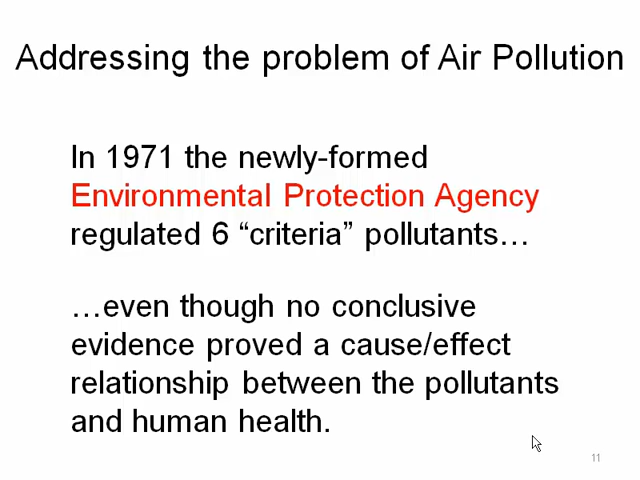 Addressing the problem of Air Pollution
In 1971 the newly-formed
Environmental Protection Agency
regulated 6 “criteria” pollutants…
…even though no conclusive
evidence proved a cause/effect
relationship between the pollutants
and human health.
11